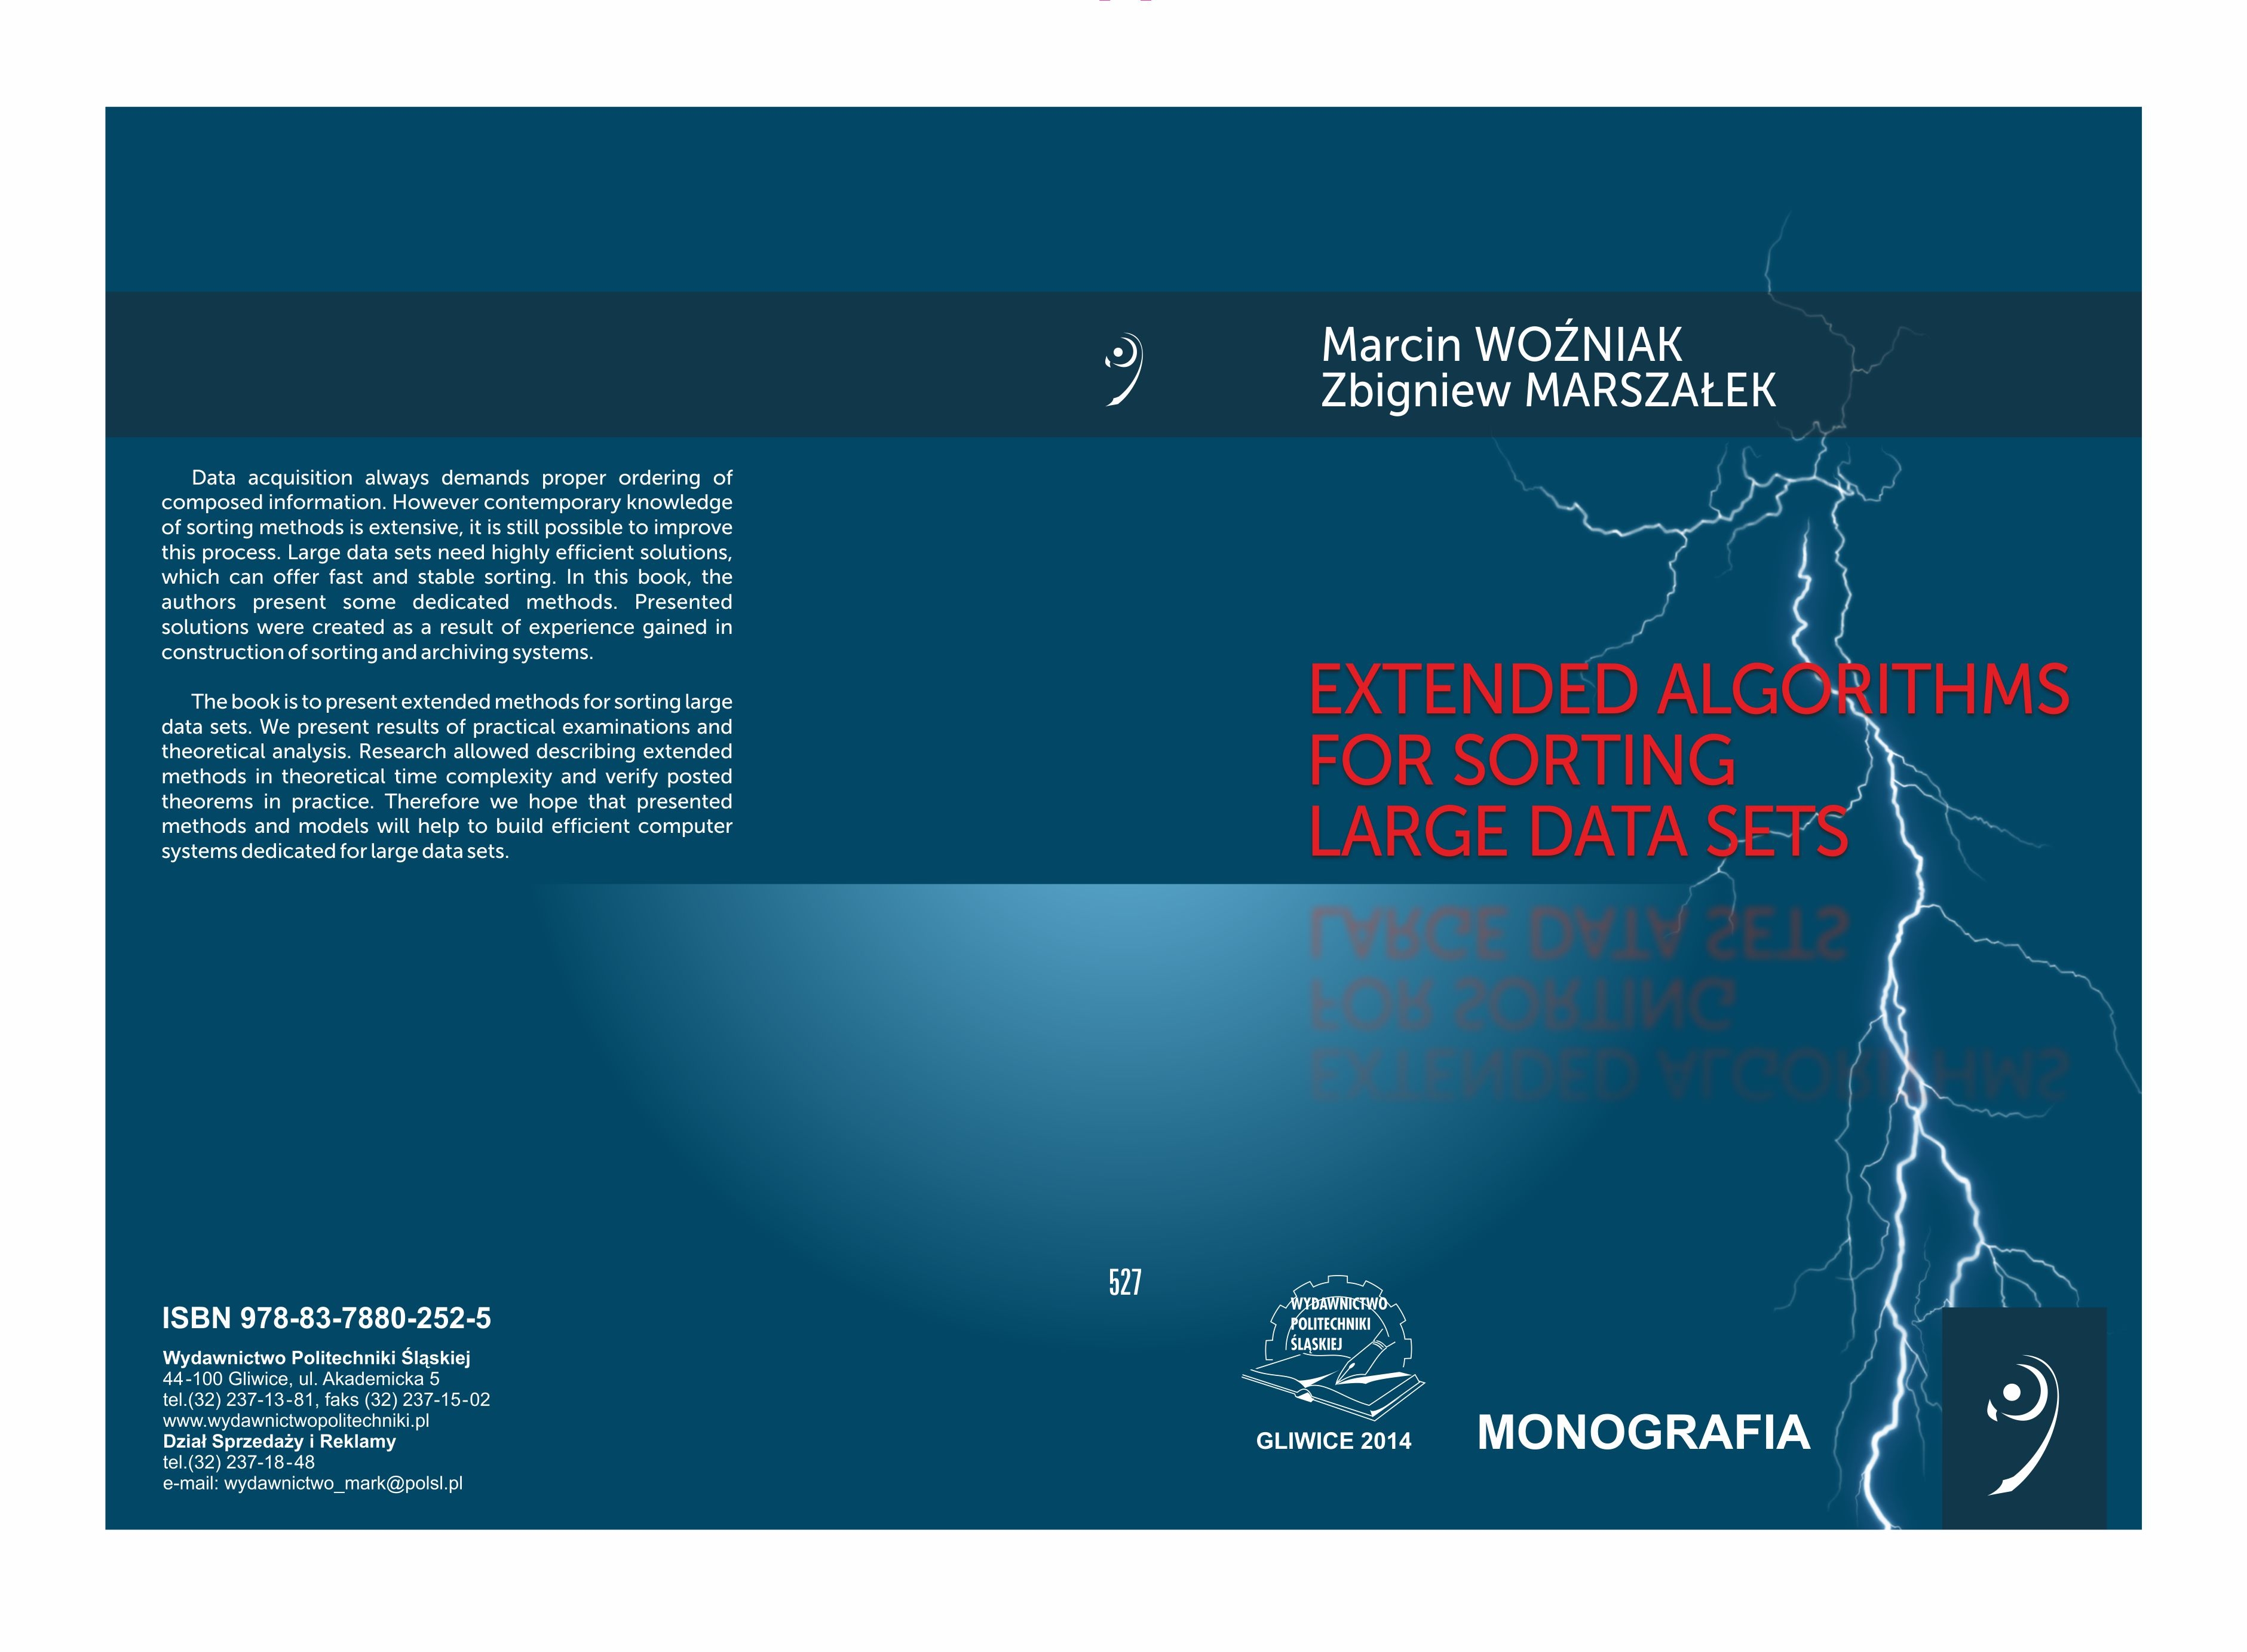 Data acquisition always demands proper ordering of
composed information. However contemporary knowledge
of sorting methods is extensive, it is still possible to improve
this process. Large data sets need highly efficient solutions,
which can offer fast and stable sorting. In this book, the
authors present some dedicated methods. Presented
solutions were created as a result of experience gained in
construction of sorting and archiving systems.
The book is to present extended methods for sorting large
data sets. We present results of practical examinations and
theoretical analysis. Research allowed describing extended
methods in theoretical time complexity and verify posted
theorems in practice. Therefore we hope that presented
methods and models will help to build efficient computer
systems dedicated for large data sets.
ISBN 978-83-7880-252-5
Wydawnictwo Politechniki Śląskiej
44-100 Gliwice, ul. Akademicka 5
tel.(32) 237-13-81, faks (32) 237-15-02
www.wydawnictwopolitechniki.pl
Dział Sprzedaży i Reklamy
tel.(32) 237-18-48
e-mail: wydawnictwo_mark@polsl.pl
527
Marcin WOŹNIAK
Zbigniew MARSZAŁEK
EXTENDED ALGORITHMS
FOR SORTING
LARGE DATA SETS
LARGE DATA SETS
FOR SORTING
EXTENDED ALGORITHMS
WYDAWNICTWO
POLITECHNIKI
ŚLĄSKIEJ
GLIWICE 2014
MONOGRAFIA